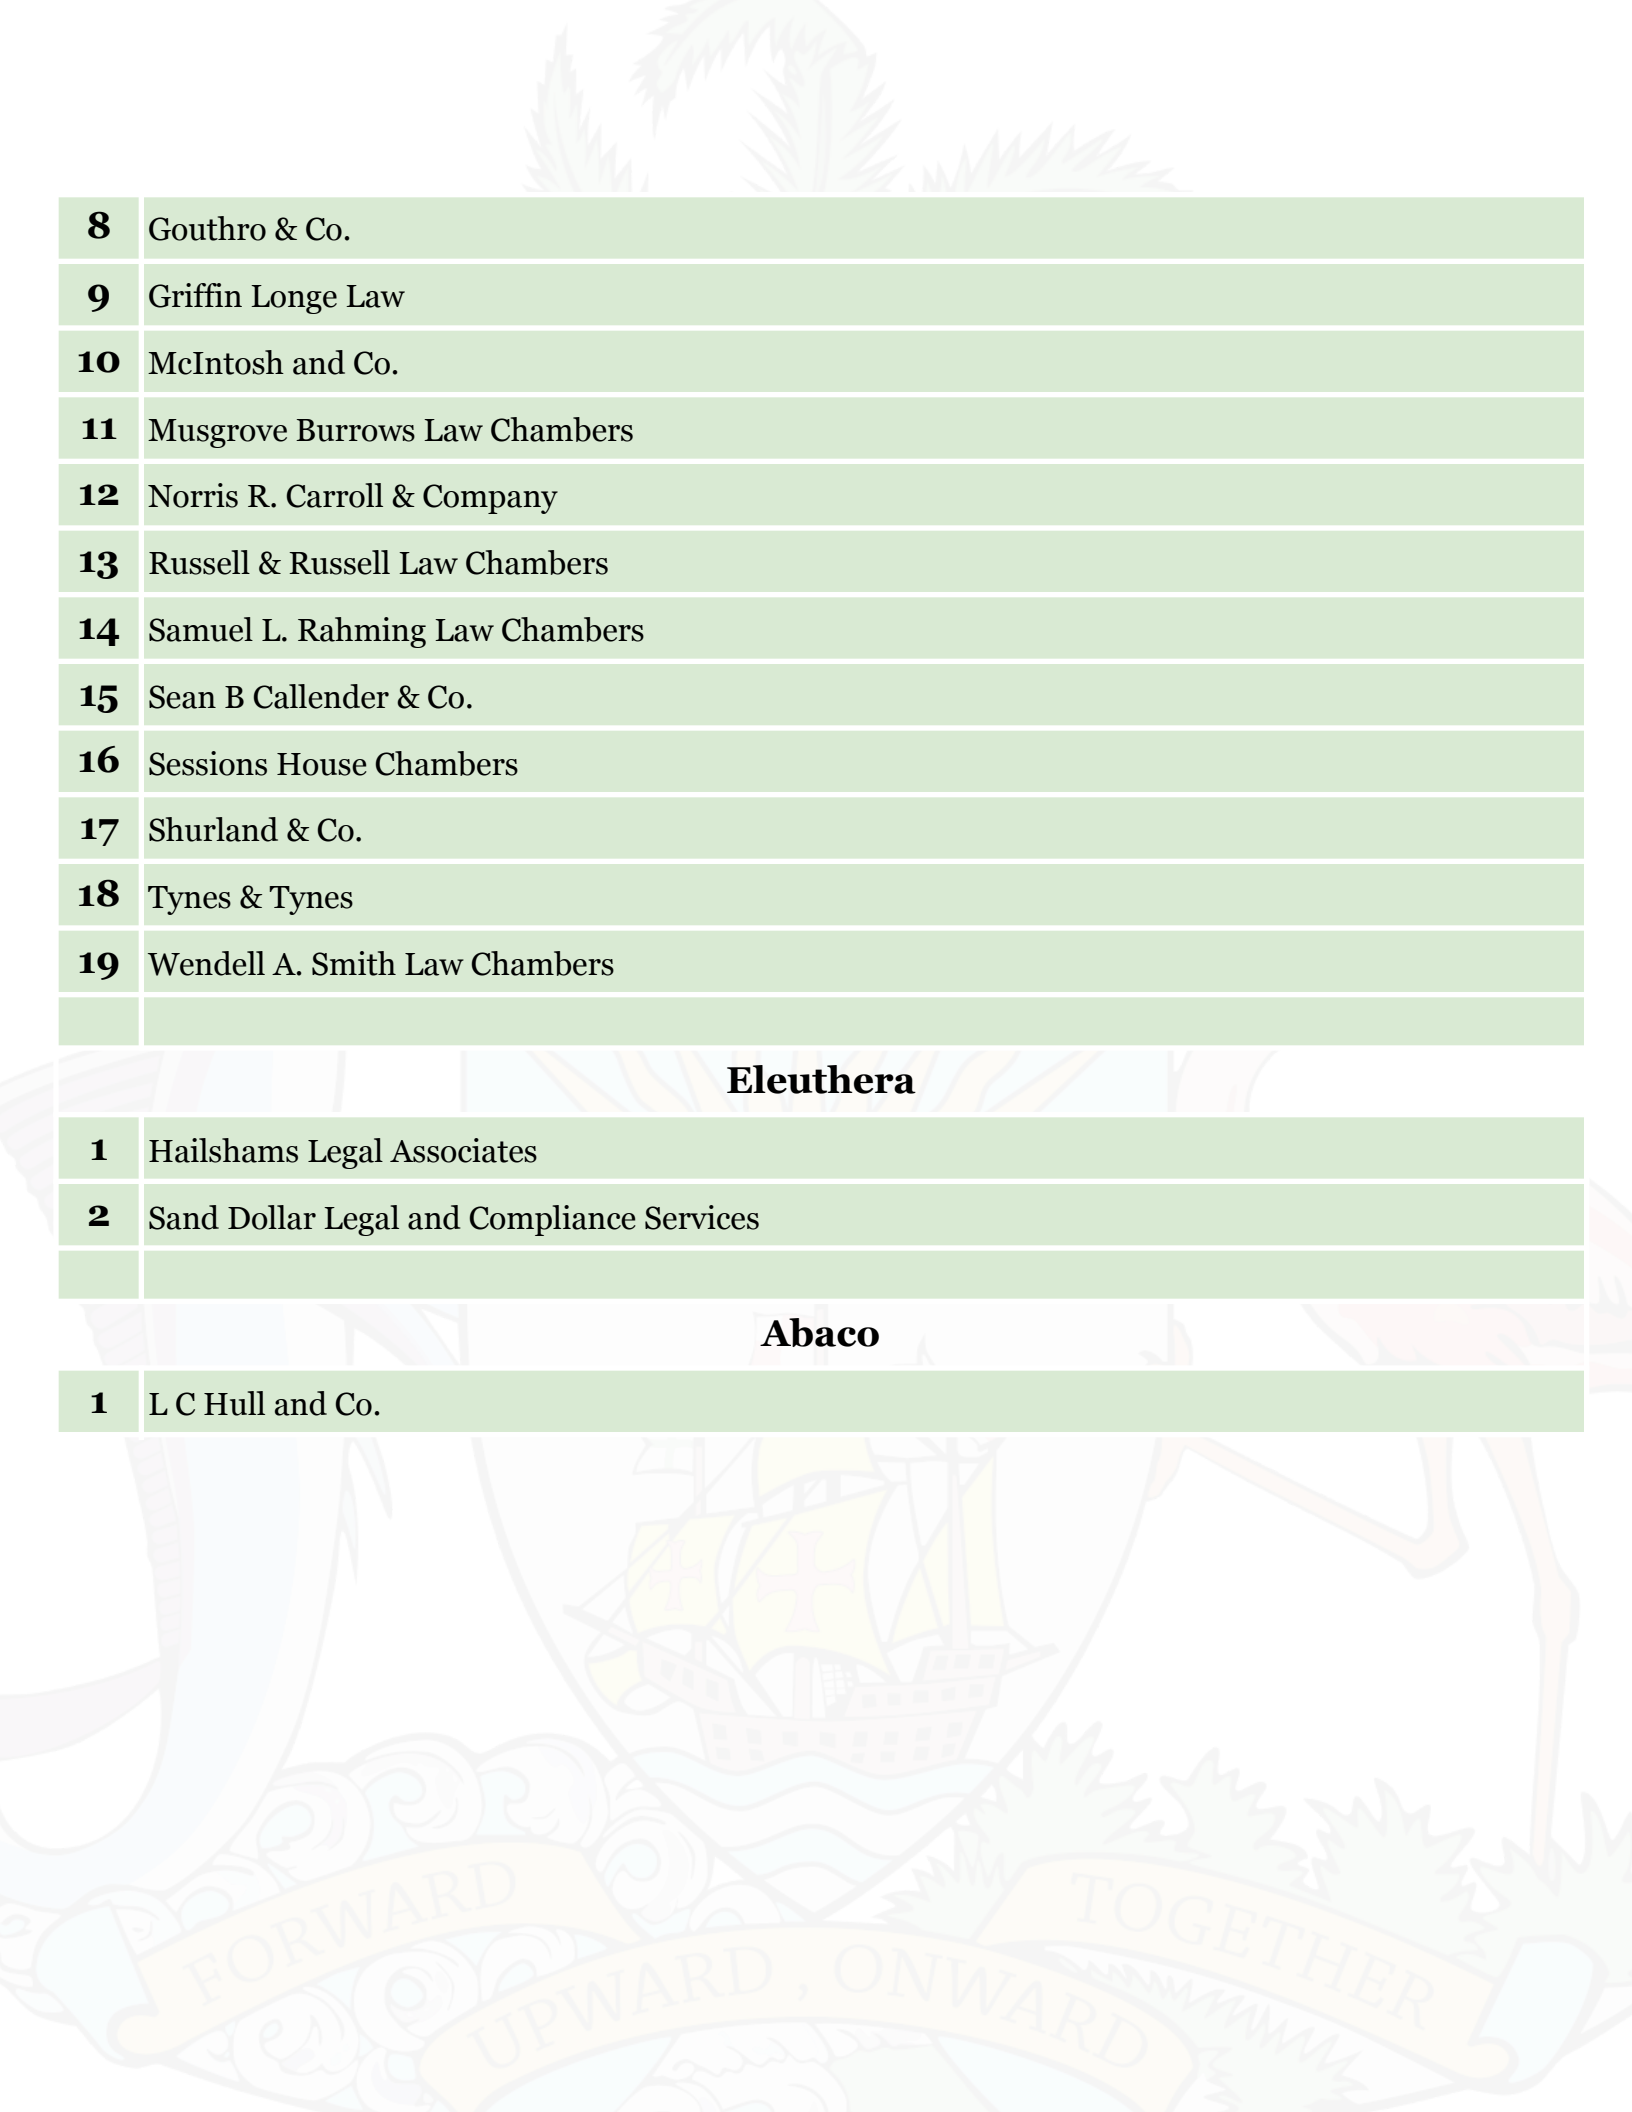 8 Gouthro & Co.
9 Griffin Longe Law
10 McIntosh and Co.
11 Musgrove Burrows Law Chambers
12 Norris R. Carroll & Company
13 Russell & Russell Law Chambers
14 Samuel L. Rahming Law Chambers
15 Sean B Callender & Co.
16 Sessions House Chambers
17 Shurland & Co.
18 Tynes & Tynes
19 Wendell A. Smith Law Chambers
Eleuthera
1 Hailshams Legal Associates
2 Sand Dollar Legal and Compliance Services
Abaco
1 L C Hull and Co.
FORWARD
UPWARD , ONWARD
TOGETHER